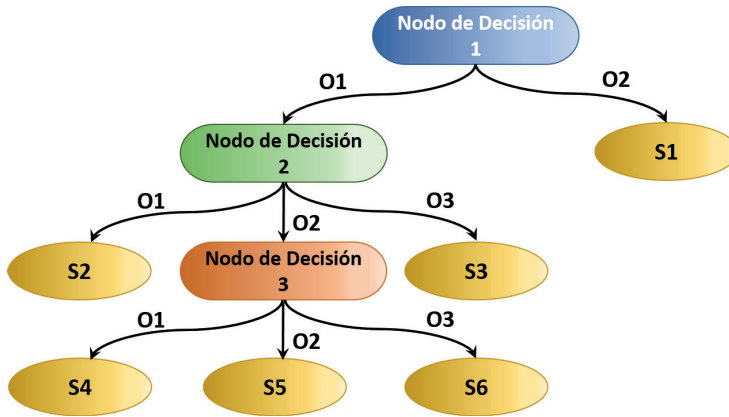 Nodo de Decisión
1
O1
O2
Nodo de Decisión
2
S1
O1
O2
O3
S2
Nodo de Decisión
3
S3
O1
O2
O3
S4
S5
S6